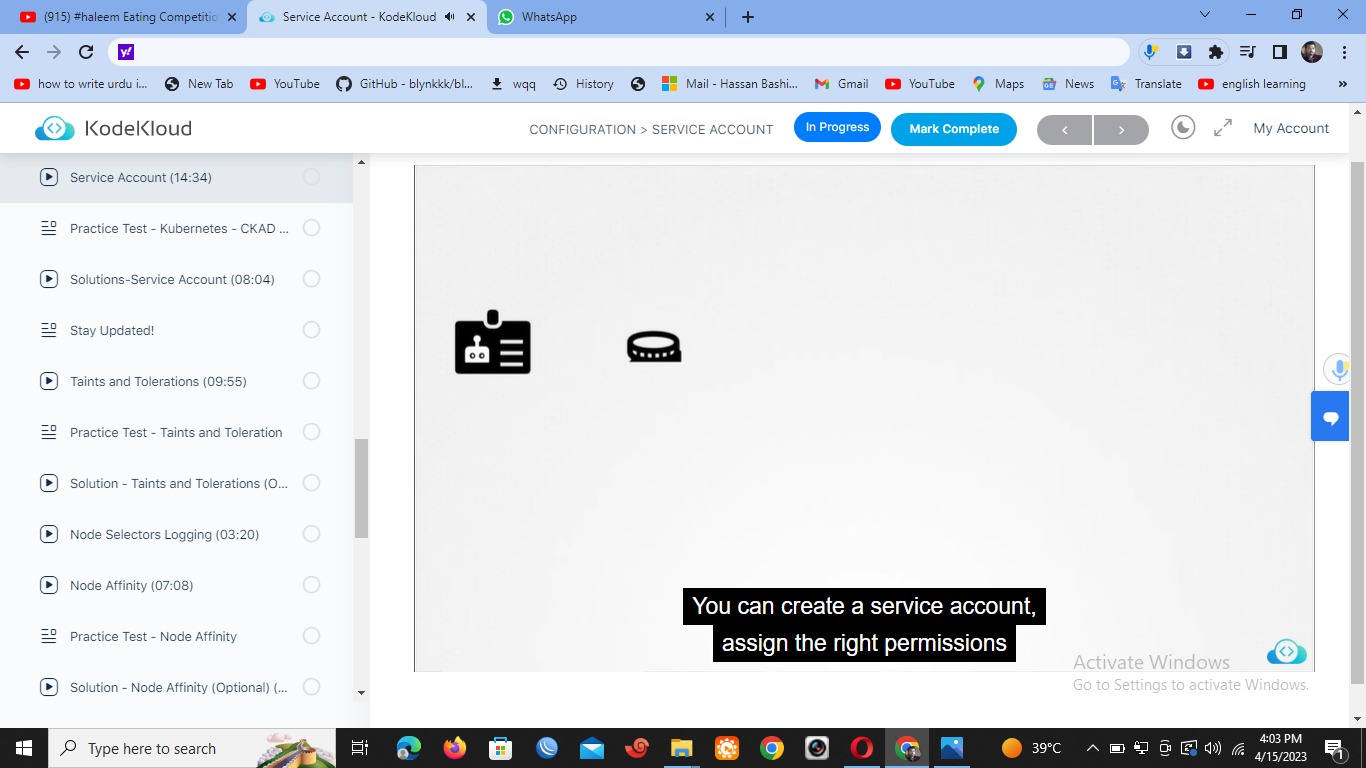 (915) #haleem Eating Competitio
Service Account - KodeKloud
WhatsApp
how to write urdu i...
New Tab
YouTube
GitHub - blynkkk/bl...
wqq
History
Mail - Hassan Bashi...
Gmail
YouTube
Maps
News
Translate
english learning
»
KodeKloud
CONFIGURATION > SERVICE ACCOUNT
In Progress
Mark Complete
My Account
Service Account (14:34)
Practice Test - Kubernetes - CKAD ...
Solutions-Service Account (08:04)
Stay Updated!
Taints and Tolerations (09:55)
Practice Test - Taints and Toleration
Solution - Taints and Tolerations (O...
Node Selectors Logging (03:20)
Node Affinity (07:08)
Practice Test - Node Affinity
Solution - Node Affinity (Optional) (...
You can create a service account,
assign the right permissions
Activate Windows
Go to Settings to activate Windows.
Type here to search
39°C
4:03 PM
4/15/2023
1